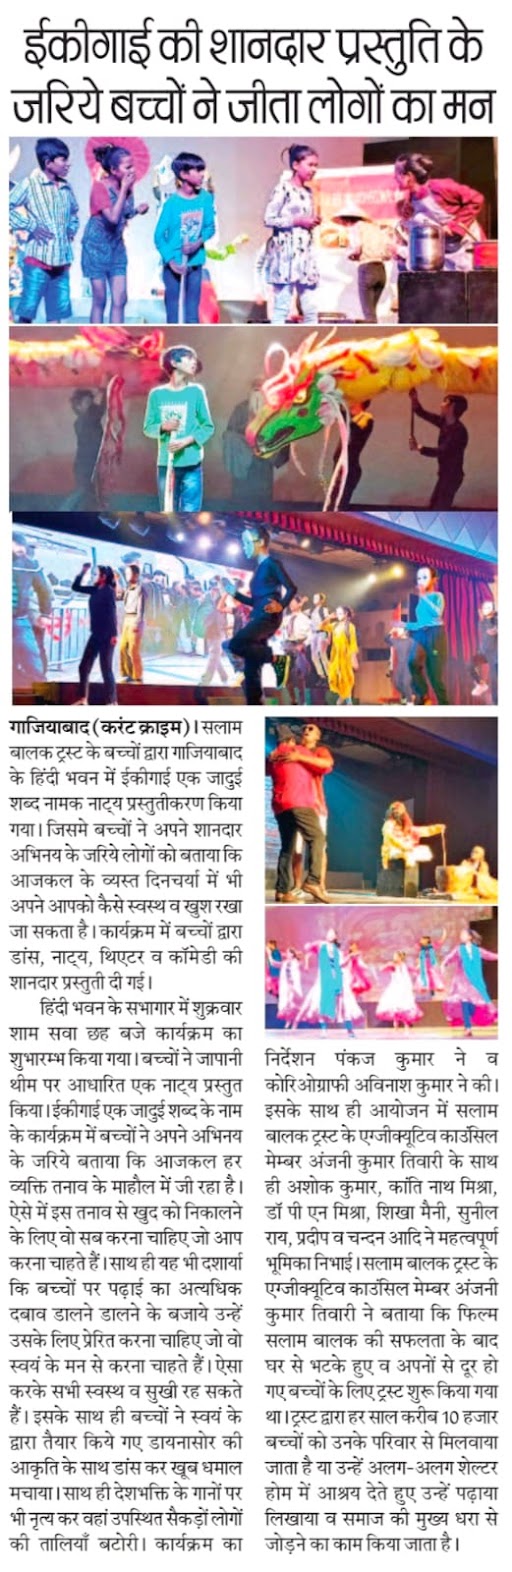 ईकीगाई की शानदार प्रस्तुति के
जरिये बच्चों ने जीता लोगों का मन
गाजियाबाद (करंट क्राइम)। सलाम
बालक ट्रस्ट के बच्चों द्वारा गाजियाबाद
के हिंदी भवन में ईकीगाई एक जादुई
शब्द नामक नाट्य प्रस्तुतीकरण किया
गया। जिसमे बच्चों ने अपने शानदार
अभिनय के जरिये लोगों को बताया कि
आजकल के व्यस्त दिनचर्या में भी
अपने आपको कैसे स्वस्थ व खुश रखा
जा सकता है। कार्यक्रम में बच्चों द्वारा
डांस, नाट्य, थिएटर व कॉमेडी की
शानदार प्रस्तुती दी गई।
हिंदी भवन के सभागार में शुक्रवार
शाम सवा छह बजे कार्यक्रम का
शुभारम्भ किया गया। बच्चों ने जापानी
थीम पर आधारित एक नाट्य प्रस्तुत
किया। ईकीगाई एक जादुई शब्द के नाम
के कार्यक्रम में बच्चों ने अपने अभिनय
के जरिये बताया कि आजकल हर
व्यक्ति तनाव के माहौल में जी रहा है।
ऐसे में इस तनाव से खुद को निकालने
के लिए वो सब करना चाहिए जो आप
करना चाहते हैं। साथ ही यह भी दर्शाया
कि बच्चों पर पढ़ाई का अत्यधिक
दबाव डालने डालने के बजाये उन्हें
उसके लिए प्रेरित करना चाहिए जो वो
स्वयं के मन से करना चाहते हैं। ऐसा
करके सभी स्वस्थ व सुखी रह सकते
हैं। इसके साथ ही बच्चों ने स्वयं के
द्वारा तैयार किये गए डायनासोर की
आकृति के साथ डांस कर खूब धमाल
मचाया। साथ ही देशभक्ति के गानों पर
भी नृत्य कर वहां उपस्थित सैकड़ों लोगों
की तालियाँ बटोरी। कार्यक्रम का
निर्देशन पंकज कुमार ने व
कोरिओग्राफी अविनाश कुमार ने की।
इसके साथ ही आयोजन में सलाम
बालक ट्रस्ट के एग्जीक्यूटिव काउंसिल
मेम्बर अंजनी कुमार तिवारी के साथ
ही अशोक कुमार, कांति नाथ मिश्रा,
डॉ पी एन मिश्रा, शिखा मैनी, सुनील
राय, प्रदीप व चन्दन आदि ने महत्वपूर्ण
भूमिका निभाई। सलाम बालक ट्रस्ट के
एग्जीक्यूटिव काउंसिल मेम्बर अंजनी
कुमार तिवारी ने बताया कि फिल्म
सलाम बालक की सफलता के बाद
घर से भटके हुए व अपनों से दूर हो
गए बच्चों के लिए ट्रस्ट शुरू किया गया
था। ट्रस्ट द्वारा हर साल करीब 10 हजार
बच्चों को उनके परिवार से मिलवाया
जाता है या उन्हें अलग-अलग शेल्टर
होम में आश्रय देते हुए उन्हें पढ़ाया
लिखाया व समाज की मुख्य धरा से
जोड़ने का काम किया जाता है।